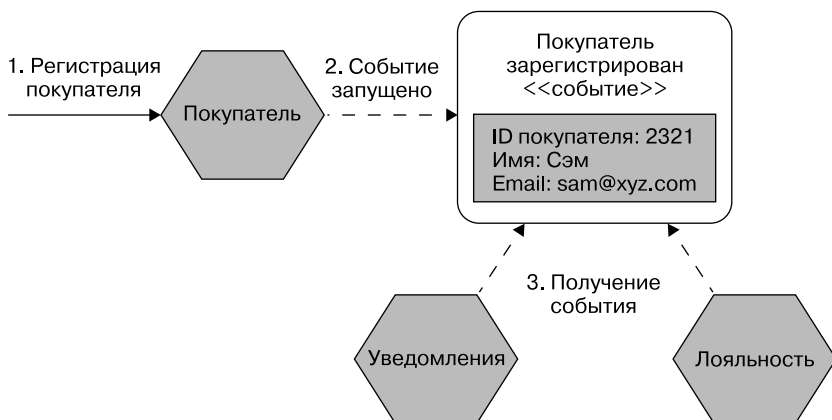 1. Регистрация
покупателя
Покупатель
2. Событие
запущено
Покупатель
зарегистрирован
<<событие>>
ID покупателя: 2321
Имя: Сэм
Email: sam@xyz.com
3. Получение
события
Уведомления
Лояльность